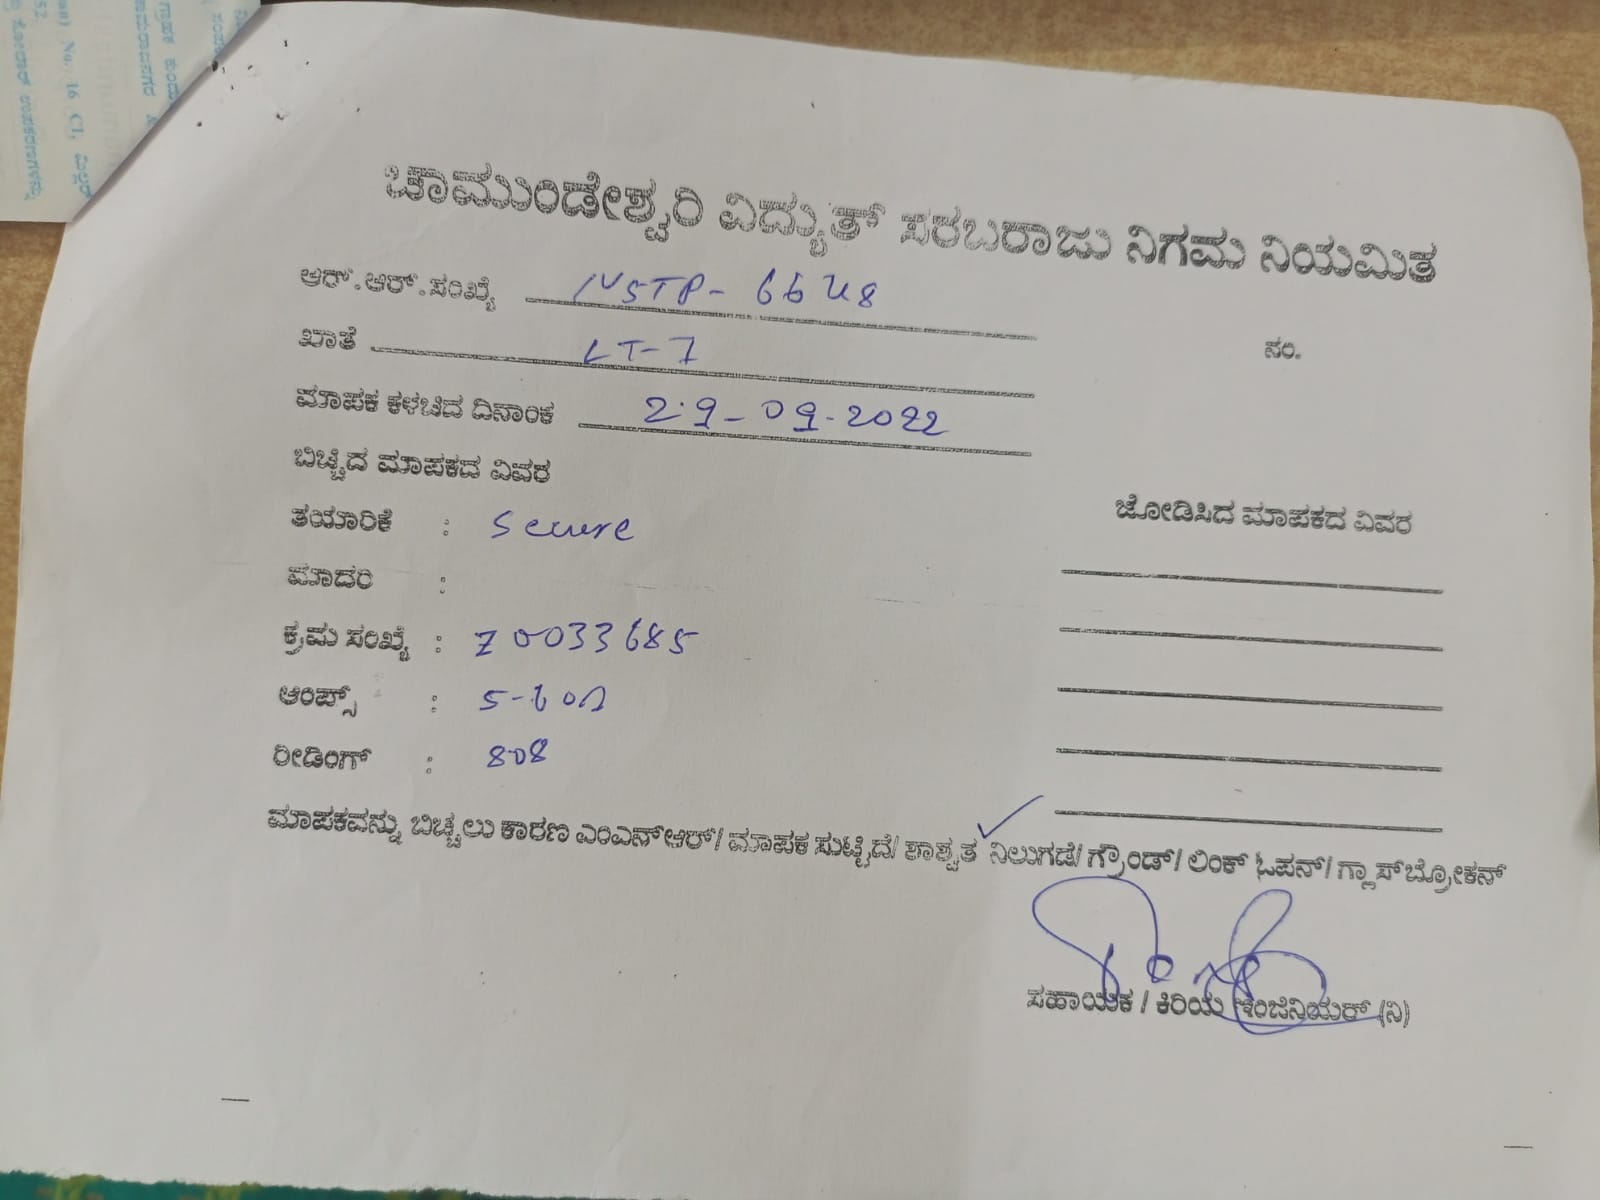 ಚಾಮುಂಡೇಶ್ವರಿ ವಿದ್ಯುತ್ ಸರಬರಾಜು ನಿಗಮ ನಿಯಮಿತ
ಆರ್.ಆರ್.ಸಂಖ್ಯೆ NSTP- 6648
ಖಾತೆ LT-7
ಸಂ.
ಮಾಪಕ ಕಳಚಿದ ದಿನಾಂಕ 29-09-2022
ಬಿಚ್ಚಿದ ಮಾಪಕದ ವಿವರ
ಜೋಡಿಸಿದ ಮಾಪಕದ ವಿವರ
ತಯಾರಿಕೆ : Secure
ಮಾದರಿ :
ಕ್ರಮ ಸಂಖ್ಯೆ : Z0033685
ಆಂಪ್ಸ್ : 5-60A
ರೀಡಿಂಗ್ : 808
ಮಾಪಕವನ್ನು ಬಿಚ್ಚಲು ಕಾರಣ ಎಂಎನ್ಆರ್/ ಮಾಪಕ ಸುಟ್ಟಿದೆ/ ಶಾಶ್ವತ ನಿಲುಗಡೆ/ ಗ್ರೌಂಡ್/ ಲಿಂಕ್ ಓಪನ್/ ಗ್ಲಾಸ್ ಬ್ರೋಕನ್
ಸಹಾಯಕ / ಕಿರಿಯ ಇಂಜಿನಿಯರ್ (ನಿ)